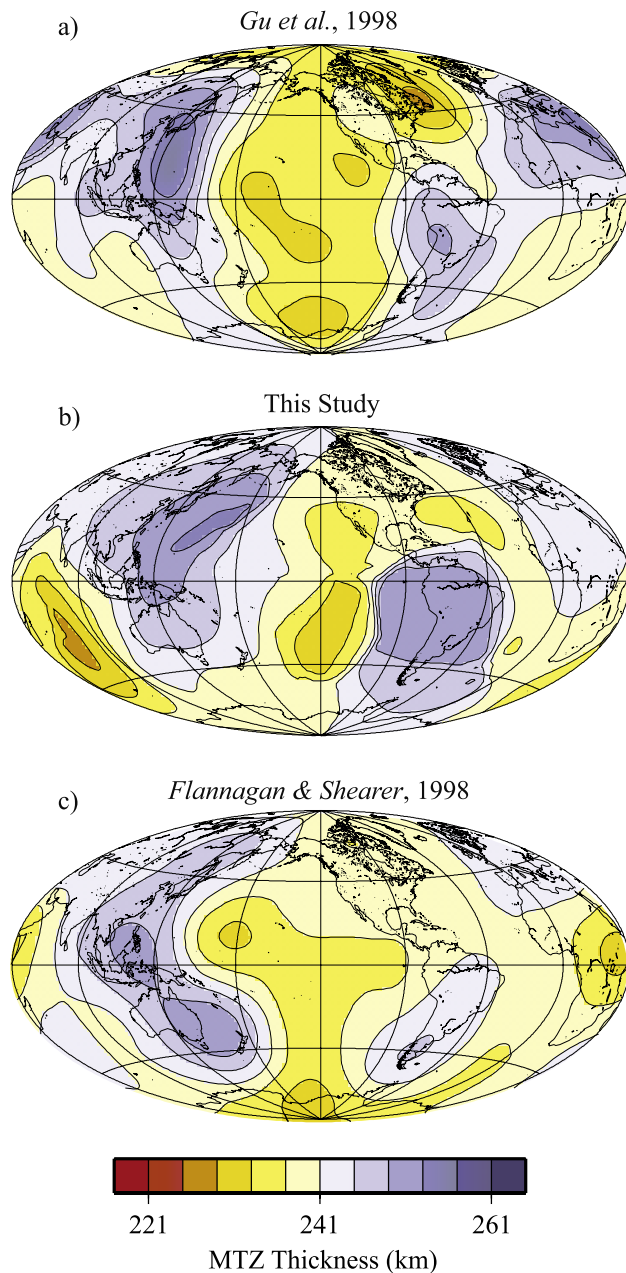 a)
Gu et al., 1998
b)
This Study
c)
Flannagan & Shearer, 1998
221 241 261
MTZ Thickness (km)